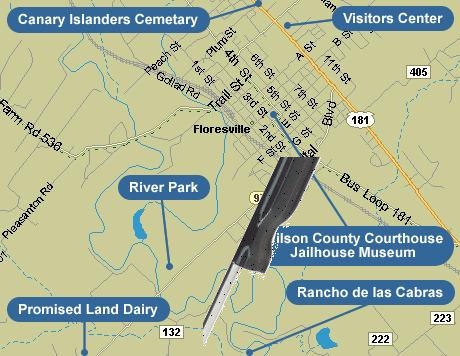 Canary Islanders Cemetary
Visitors Center
Plum St
A St
B St
Peach St
4th St
6th St
11th St
1st St
Goliad Rd
Trail St
3rd St
5th St
7th St
405
Blvd
181
Farm Rd 536
Floresville
2nd St
F St
G
Bus Loop 181
Pleasanton Rd
River Park
9
ilson County Courthouse
Jailhouse Museum
Rancho de las Cabras
Promised Land Dairy
132
222
223